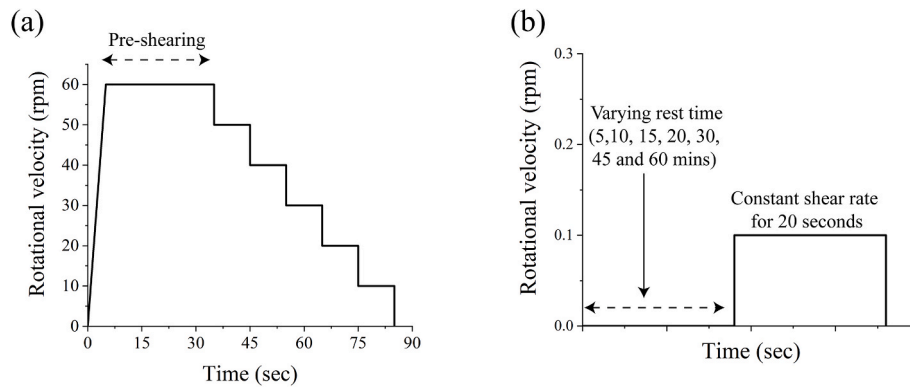 (a)
Pre-shearing
Rotational velocity (rpm)
60
50
40
30
20
10
0
0 15 30 45 60 75 90
Time (sec)
(b)
Rotational velocity (rpm)
0.3
0.2
0.1
0.0
Varying rest time
(5,10, 15, 20, 30,
45 and 60 mins)
Constant shear rate
for 20 seconds
Time (sec)